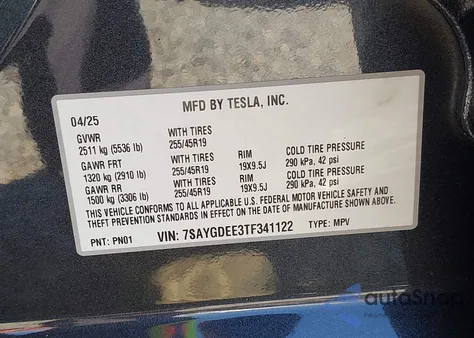 MFD BY TESLA, INC.
04/25
GVWR WITH TIRES
2511 kg (5536 lb) 255/45R19
GAWR FRT WITH TIRES RIM COLD TIRE PRESSURE
1320 kg (2910 lb) 255/45R19 19X9.5J 290 kPa, 42 psi
GAWR RR WITH TIRES RIM COLD TIRE PRESSURE
1500 kg (3306 lb) 255/45R19 19X9.5J 290 kPa, 42 psi
THIS VEHICLE CONFORMS TO ALL APPLICABLE U.S. FEDERAL MOTOR VEHICLE SAFETY AND
THEFT PREVENTION STANDARDS IN EFFECT ON THE DATE OF MANUFACTURE SHOWN ABOVE.
PNT: PN01 VIN: 7SAYGDEE3TF341122 TYPE: MPV
autoSnap